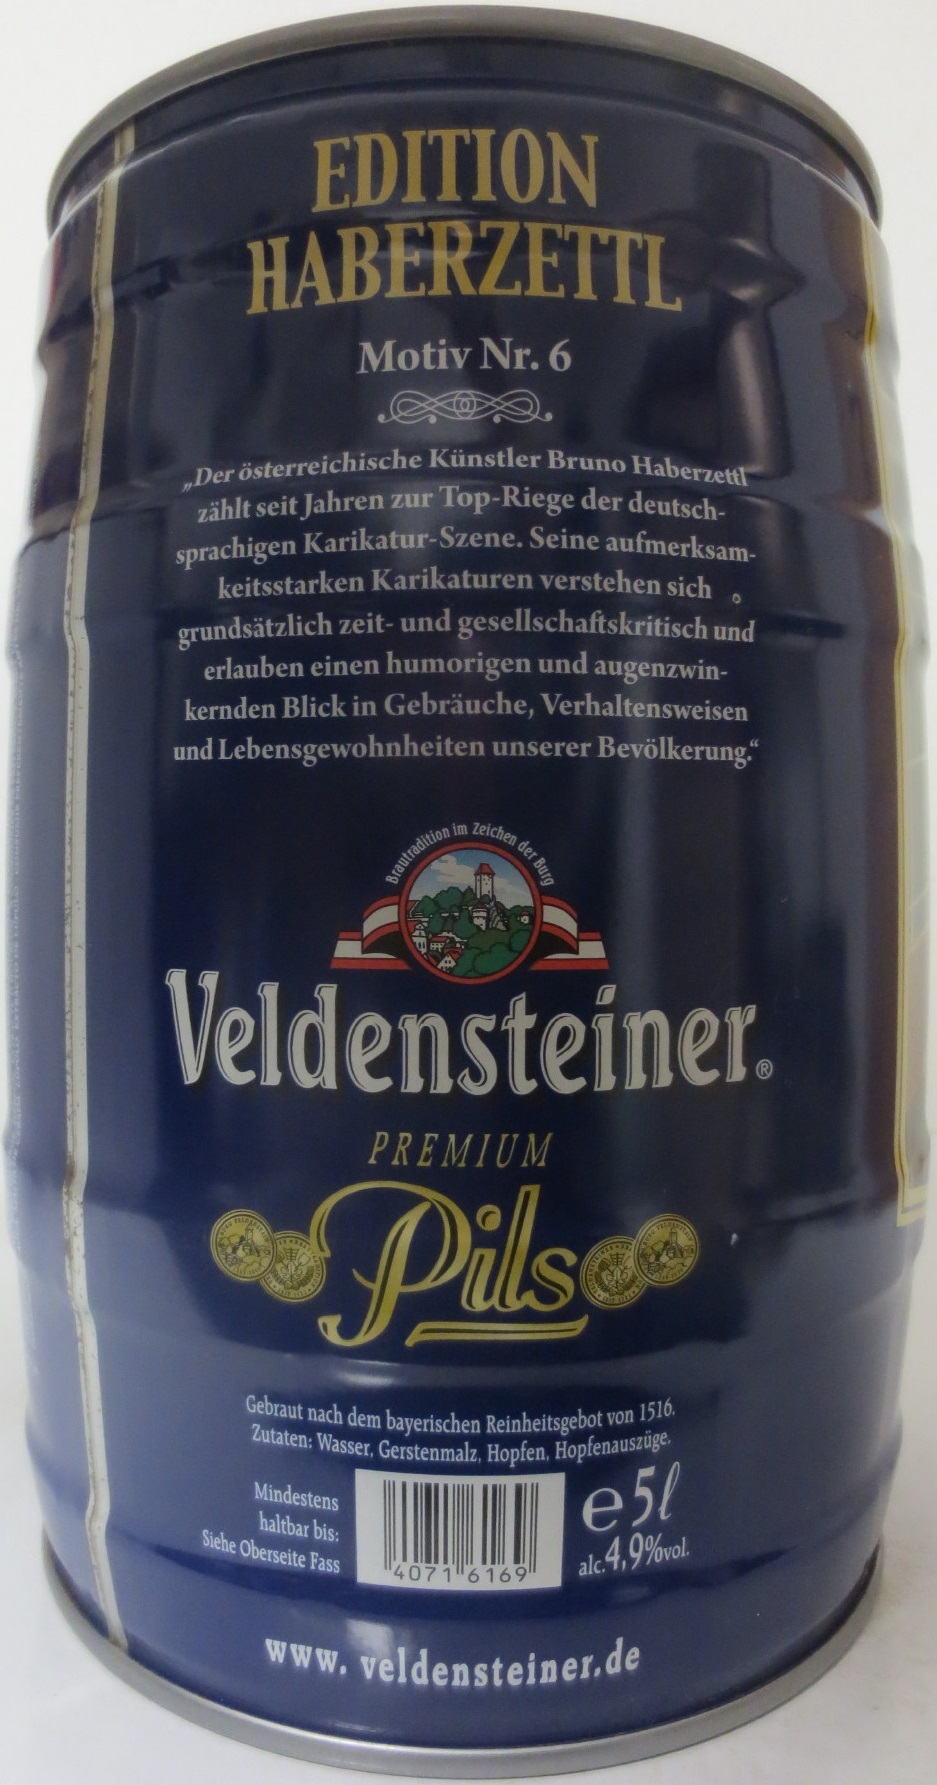 EDITION
HABERZETTL
Motiv Nr. 6
„Der österreichische Künstler Bruno Haberzettl
zählt seit Jahren zur Top-Riege der deutsch-
sprachigen Karikatur-Szene. Seine aufmerksam-
keitsstarken Karikaturen verstehen sich
grundsätzlich zeit- und gesellschaftskritisch und
erlauben einen humorigen und augenzwin-
kernden Blick in Gebräuche, Verhaltensweisen
und Lebensgewohnheiten unserer Bevölkerung.“
Brautradition im Zeichen der Burg
Veldensteiner®
PREMIUM
Pils
Gebraut nach dem bayerischen Reinheitsgebot von 1516.
Zutaten: Wasser, Gerstenmalz, Hopfen, Hopfenauszüge.
Mindestens
haltbar bis:
Siehe Oberseite Fass
4071 6169
e 5l
alc. 4,9%vol.
www. veldensteiner.de